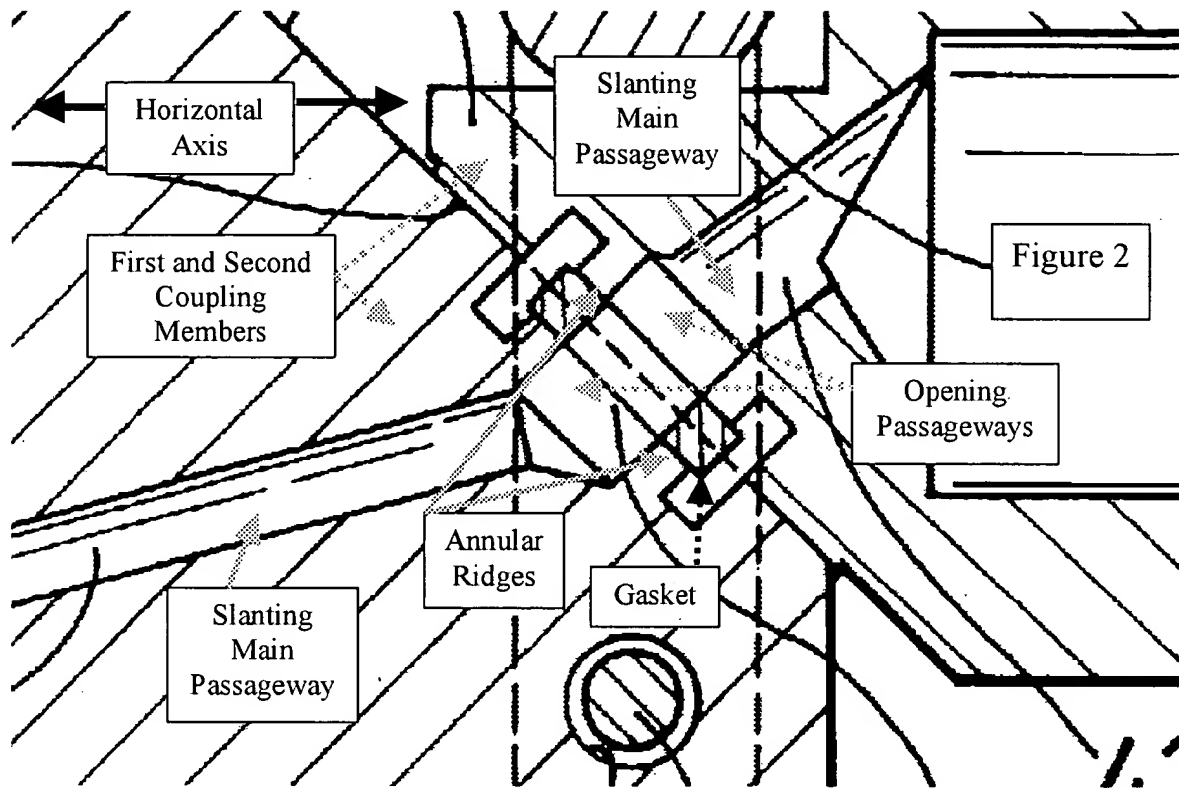 Horizontal
Axis
Slanting
Main
Passageway
First and Second
Coupling
Members
Figure 2
Opening
Passageways
Annular
Ridges
Gasket
Slanting
Main
Passageway